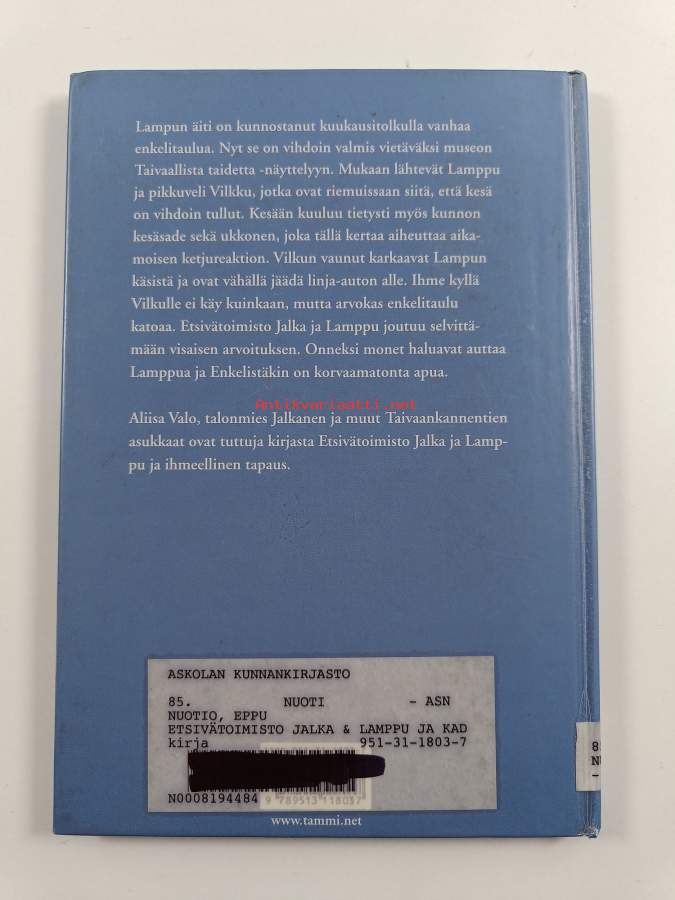 Lampun äiti on kunnostanut kuukausitolkulla vanhaa
enkelitaulua. Nyt se on vihdoin valmis vietäväksi museon
Taivaallista taidetta -näyttelyyn. Mukaan lähtevät Lamppu
ja pikkuveli Vilkku, jotka ovat riemuissaan siitä, että kesä
on vihdoin tullut. Kesään kuuluu tietysti myös kunnon
kesäsade sekä ukkonen, joka tällä kertaa aiheuttaa aika-
moisen ketjureaktion. Vilkun vaunut karkaavat Lampun
käsistä ja ovat vähällä jäädä linja-auton alle. Ihme kyllä
Vilkulle ei käy kuinkaan, mutta arvokas enkelitaulu
katoaa. Etsivätoimisto Jalka ja Lamppu joutuu selvittä-
mään visaisen arvoituksen. Onneksi monet haluavat auttaa
Lamppua ja Enkelistäkin on korvaamatonta apua.
Antikvariaatti.net
Aliisa Valo, talonmies Jalkanen ja muut Taivaankannentien
asukkaat ovat tuttuja kirjasta Etsivätoimisto Jalka ja Lamp-
pu ja ihmeellinen tapaus.
ASKOLAN KUNNANKIRJASTO
85. NUOTI - ASN
NUOTIO, EPPU
ETSIVÄTOIMISTO JALKA & LAMPPU JA KAD
kirja 951-31-1803-7
N0008194484 9 789513 118037
www.tammi.net